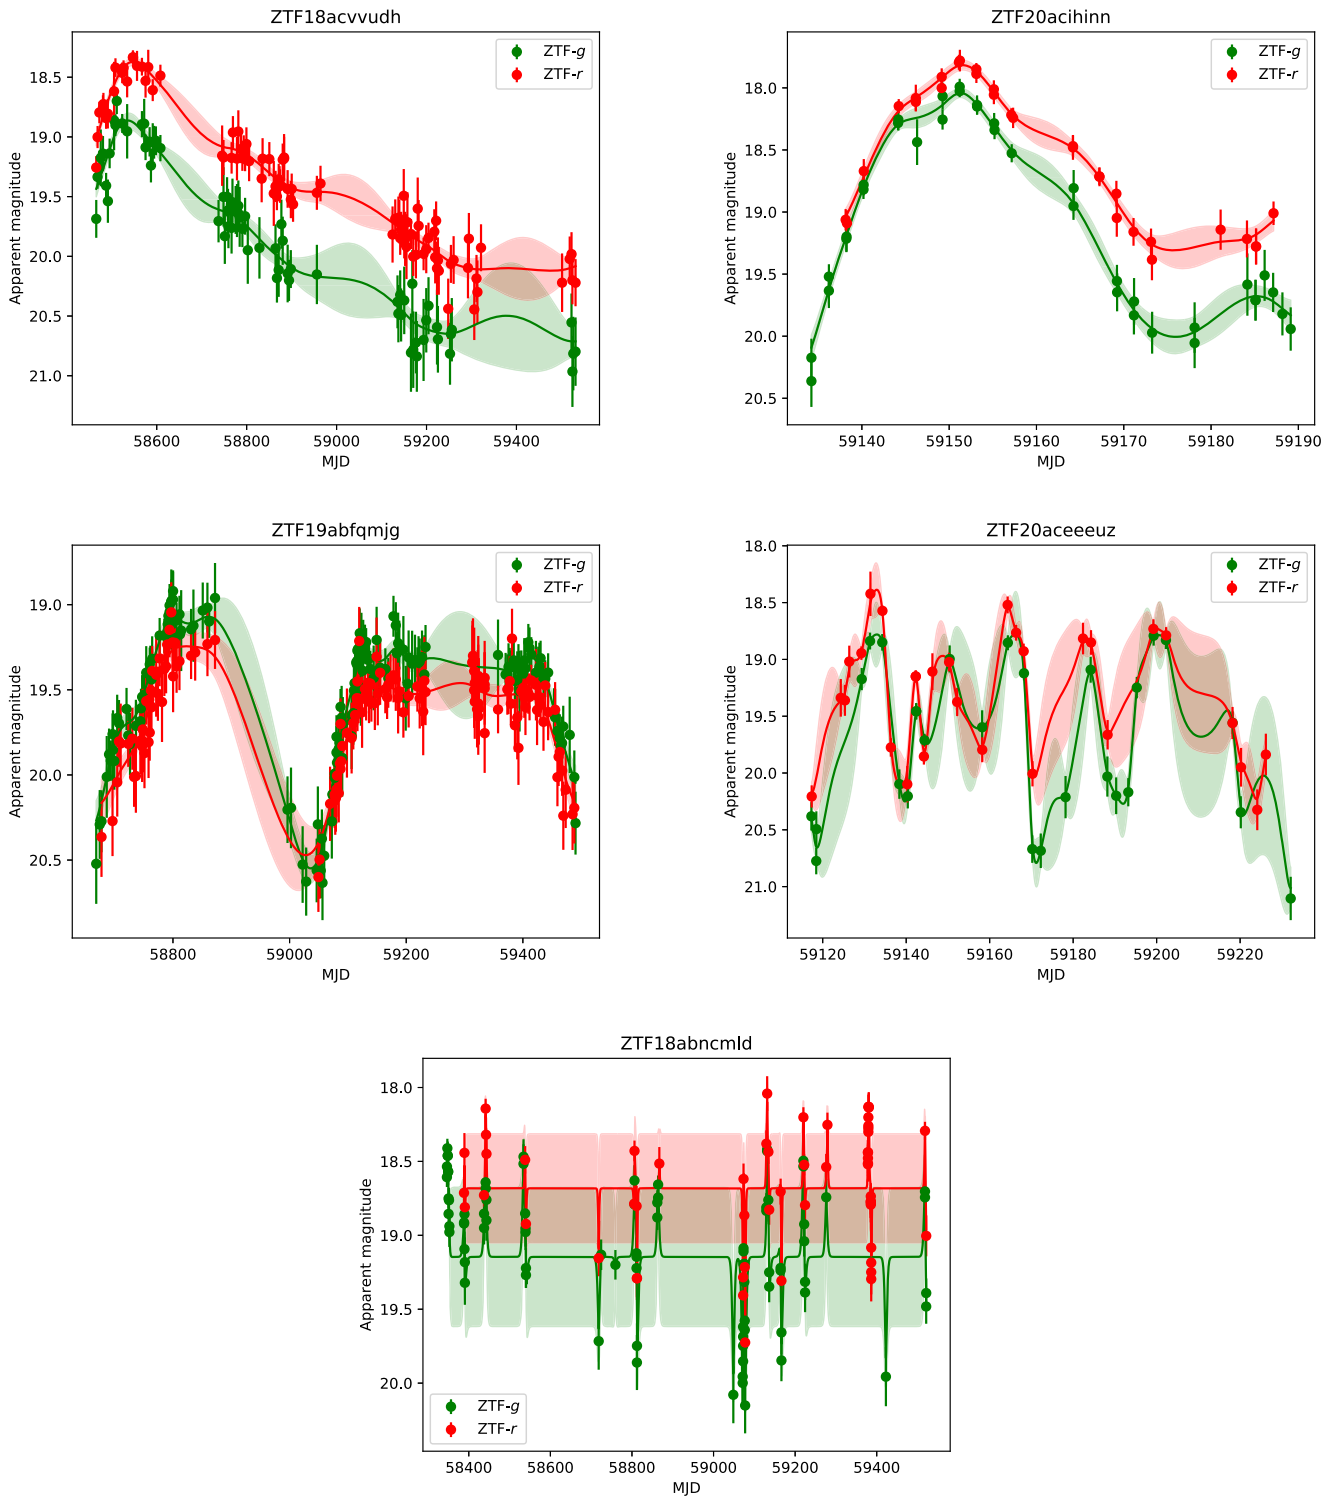 ZTF18acvvudh
ZTF-g
ZTF-r
18.5
19.0
19.5
20.0
20.5
21.0
Apparent magnitude
58600
58800
59000
59200
59400
MJD
ZTF20acihinn
ZTF-g
ZTF-r
18.0
18.5
19.0
19.5
20.0
20.5
Apparent magnitude
59140
59150
59160
59170
59180
59190
MJD
ZTF19abfqmjg
ZTF-g
ZTF-r
19.0
19.5
20.0
20.5
Apparent magnitude
58800
59000
59200
59400
MJD
ZTF20aceeeuz
ZTF-g
ZTF-r
18.0
18.5
19.0
19.5
20.0
20.5
21.0
Apparent magnitude
59120
59140
59160
59180
59200
59220
MJD
ZTF18abncmld
18.0
18.5
19.0
19.5
20.0
Apparent magnitude
ZTF-g
ZTF-r
58400
58600
58800
59000
59200
59400
MJD